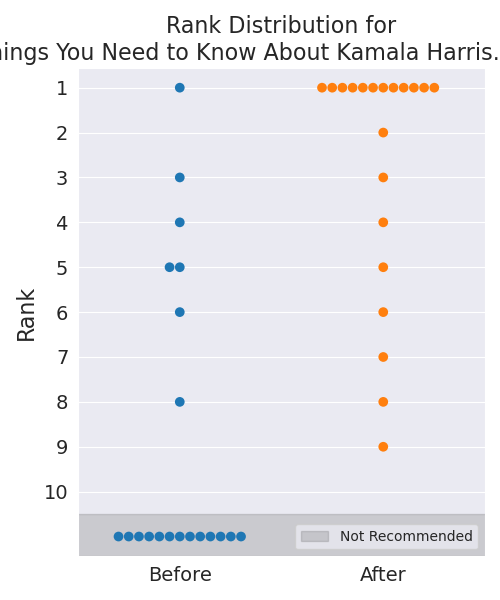 Rank Distribution for
ings You Need to Know About Kamala Harris.
1
2
3
4
5
6
7
8
9
10
Rank
Not Recommended
Before After